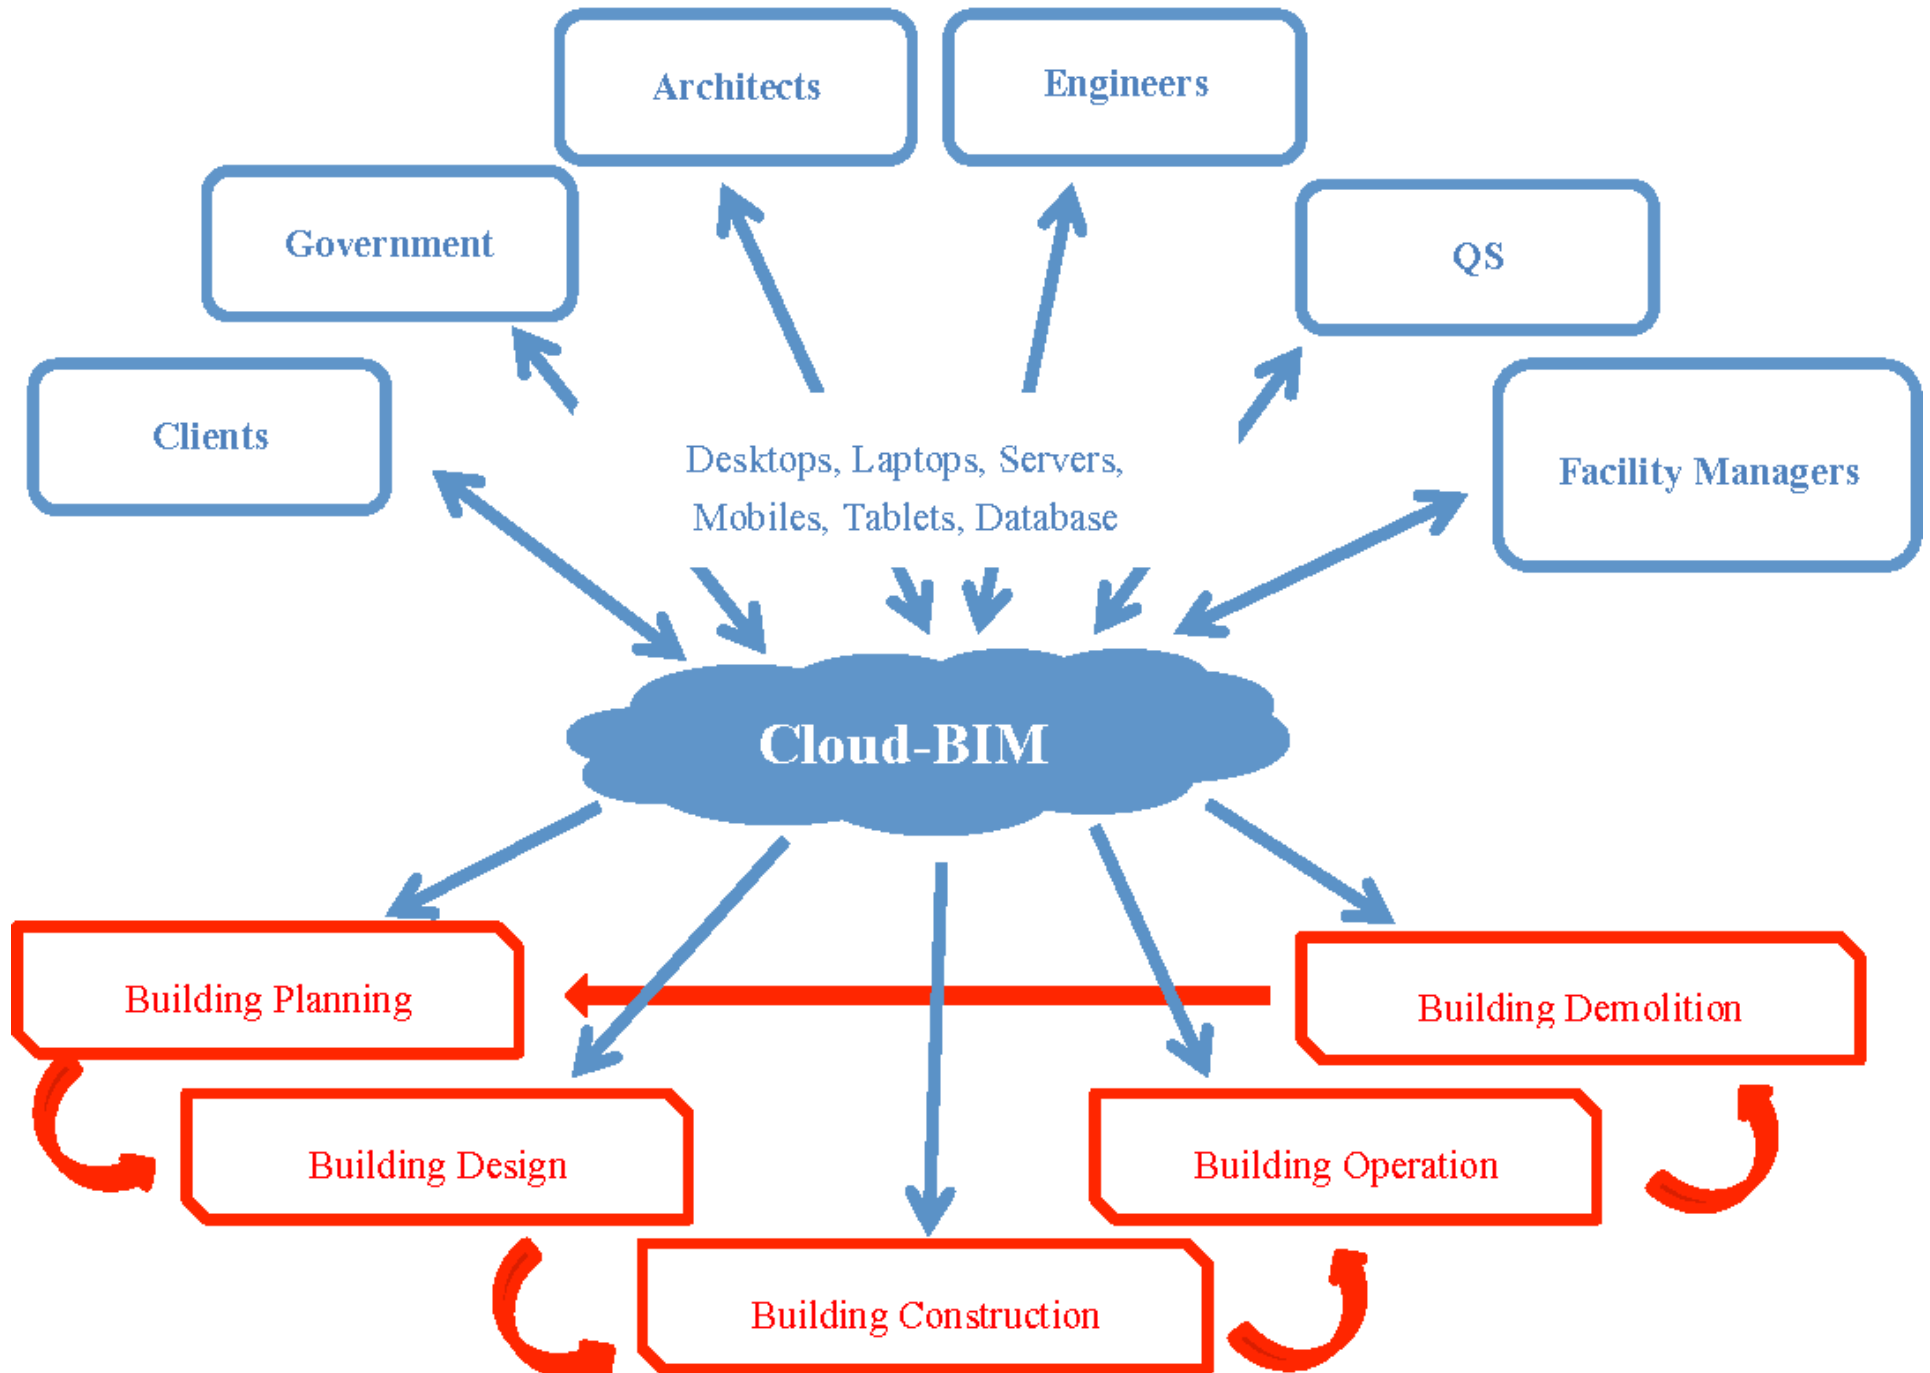 Architects
Engineers
Government
QS
Clients
Facility Managers
Desktops, Laptops, Servers,
Mobiles, Tablets, Database
Cloud-BIM
Building Planning
Building Demolition
Building Design
Building Operation
Building Construction